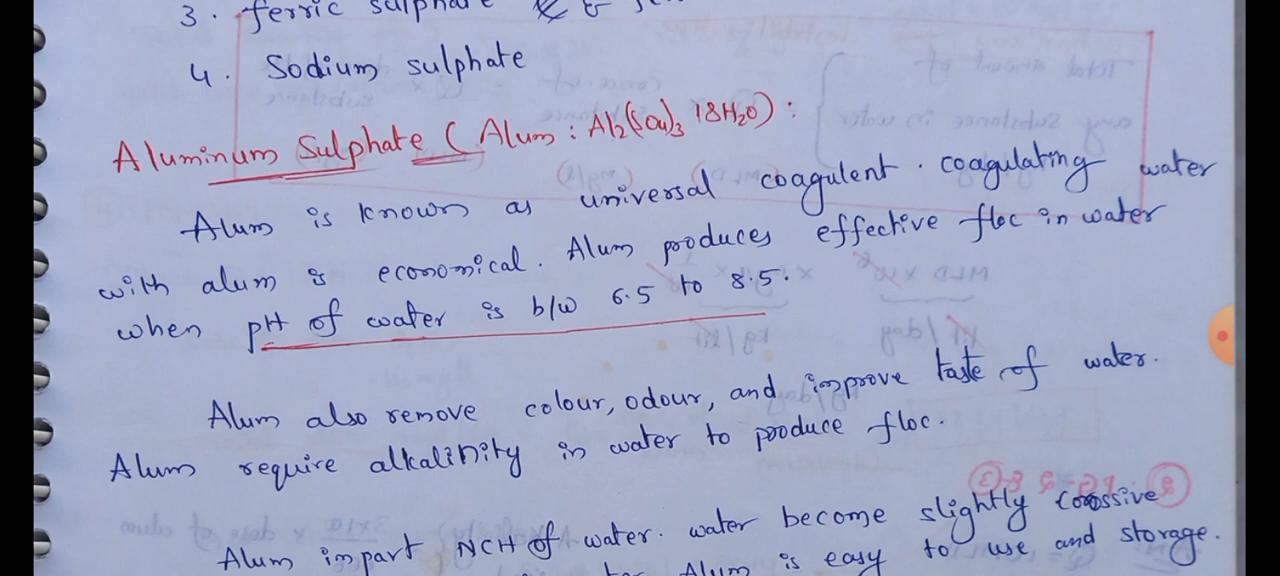 3. ferric sulphate &
4. Sodium sulphate
Aluminum Sulphate (Alum : Al2(SO4)3 18H2O) :
Alum is known as universal coagulent. coagulating water
with alum is economical. Alum produces effective floc in water
when pH of water is b/w 6.5 to 8.5.
Alum also remove colour, odour, and improve taste of water.
Alum require alkalinity in water to produce floc.
Alum impart NCH of water. water become slightly corossive
Alum is easy to use and storage.